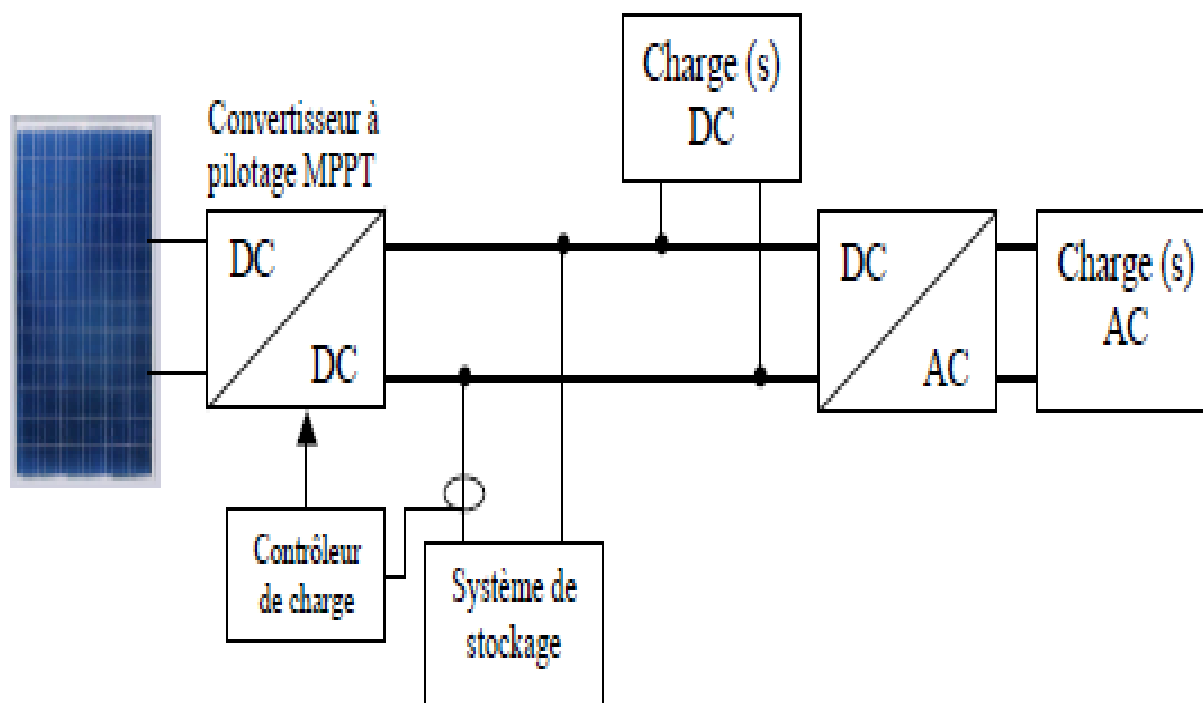 Charge (s)
DC
Convertisseur à
pilotage MPPT
DC
DC
DC
AC
Charge (s)
AC
Contrôleur
de charge
Système de
stockage